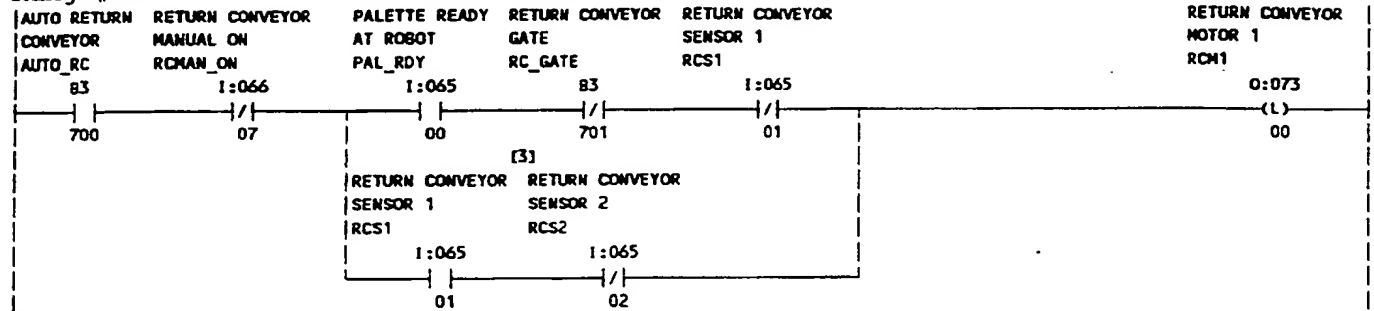 AUTO RETURN RETURN CONVEYOR PALETTE READY RETURN CONVEYOR RETURN CONVEYOR RETURN CONVEYOR
CONVEYOR MANUAL ON AT ROBOT GATE SENSOR 1 MOTOR 1
AUTO_RC RCMAN_ON PAL_RDY RC_GATE RCS1 RCM1
B3 I:066 I:065 B3 I:065 O:073
(L)
700 07 00 701 01 00
[3]
RETURN CONVEYOR RETURN CONVEYOR
SENSOR 1 SENSOR 2
RCS1 RCS2
I:065 I:065
01 02